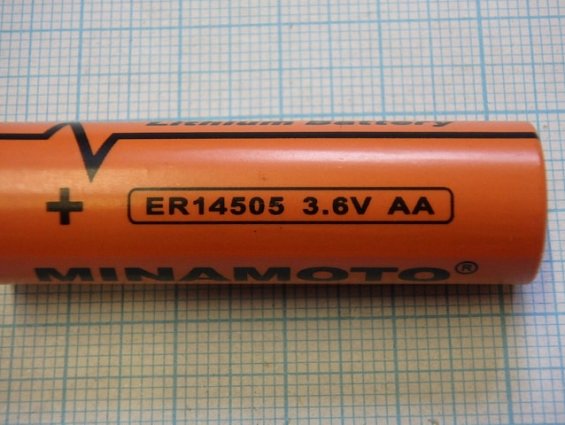 Lithium Battery
+
ER14505 3.6V AA
MINAMOTO®